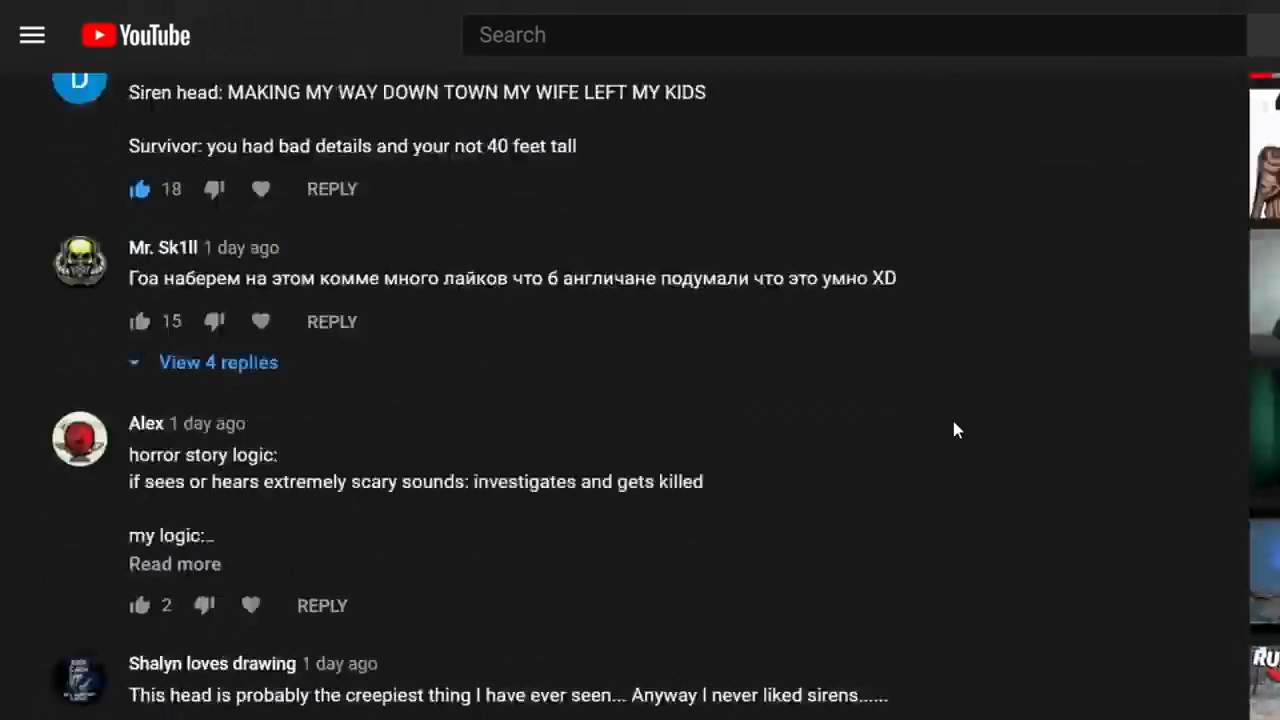 YouTube
Search
D
Siren head: MAKING MY WAY DOWN TOWN MY WIFE LEFT MY KIDS
Survivor: you had bad details and your not 40 feet tall
18 REPLY
Mr. Sk1ll 1 day ago
Гоа наберем на этом комме много лайков что б англичане подумали что это умно XD
15 REPLY
View 4 replies
Alex 1 day ago
horror story logic:
if sees or hears extremely scary sounds: investigates and gets killed
my logic:_
Read more
2 REPLY
Shalyn loves drawing 1 day ago
This head is probably the creepiest thing I have ever seen... Anyway I never liked sirens......
RU